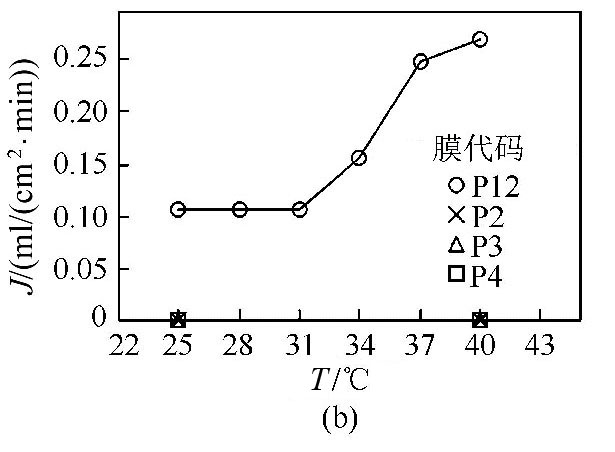 J/(ml/(cm²·min))
0.25
0.20
0.15
0.10
0.05
0
膜代码
P12
P2
P3
P4
22 25 28 31 34 37 40 43
T/℃
(b)